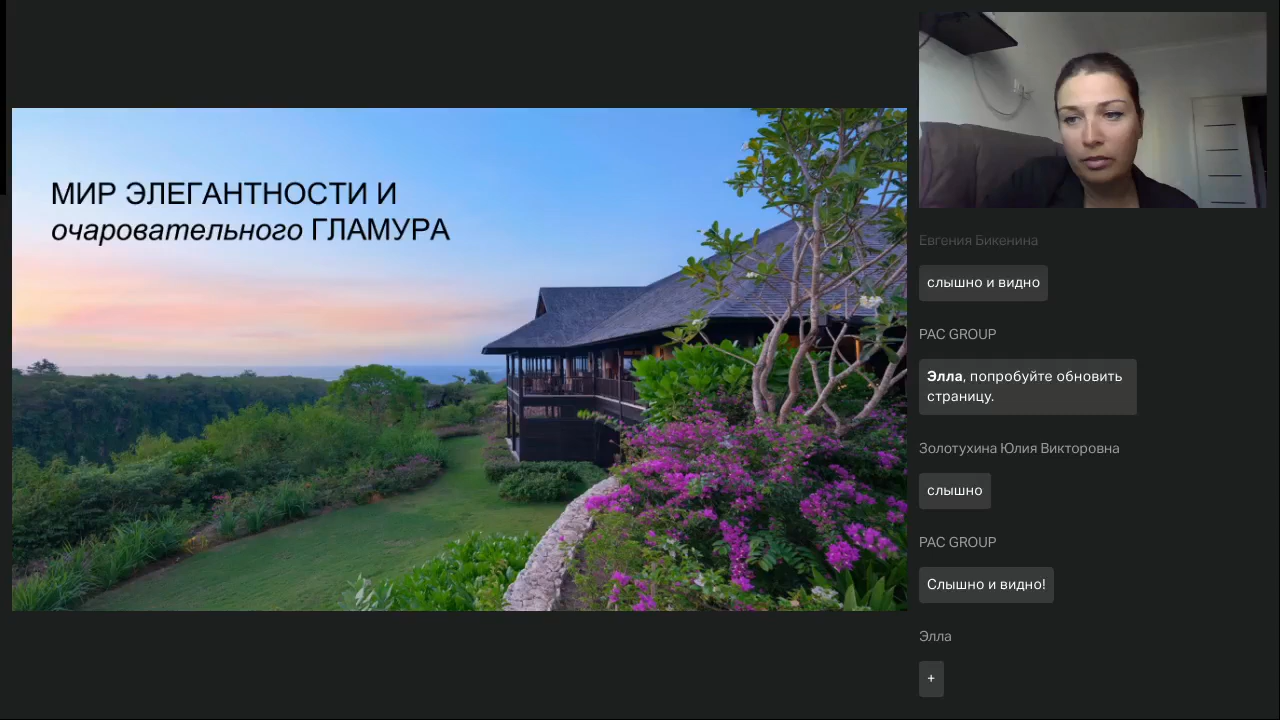 МИР ЭЛЕГАНТНОСТИ И
очаровательного ГЛАМУРА
Евгения Бикенина
слышно и видно
PAC GROUP
Элла, попробуйте обновить
страницу.
Золотухина Юлия Викторовна
слышно
PAC GROUP
Слышно и видно!
Элла
+